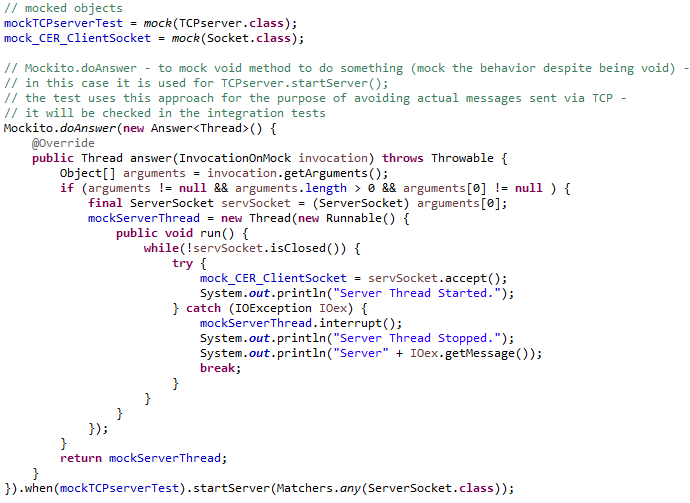 // mocked objects
mockTCPserverTest = mock(TCPserver.class);
mock_CER_ClientSocket = mock(Socket.class);

// Mockito.doAnswer - to mock void method to do something (mock the behavior despite being void) -
// in this case it is used for TCPserver.startServer();
// the test uses this approach for the purpose of avoiding actual messages sent via TCP -
// it will be checked in the integration tests
Mockito.doAnswer(new Answer<Thread>() {
    @Override
    public Thread answer(InvocationOnMock invocation) throws Throwable {
        Object[] arguments = invocation.getArguments();
        if (arguments != null && arguments.length > 0 && arguments[0] != null ) {
            final ServerSocket servSocket = (ServerSocket) arguments[0];
            mockServerThread = new Thread(new Runnable() {
                public void run() {
                    while(!servSocket.isClosed()) {
                        try {
                            mock_CER_ClientSocket = servSocket.accept();
                            System.out.println("Server Thread Started.");
                        } catch (IOException IOex) {
                            mockServerThread.interrupt();
                            System.out.println("Server Thread Stopped.");
                            System.out.println("Server" + IOex.getMessage());
                            break;
                        }
                    }
                }
            });
        }
        return mockServerThread;
    }
}).when(mockTCPserverTest).startServer(Matchers.any(ServerSocket.class));